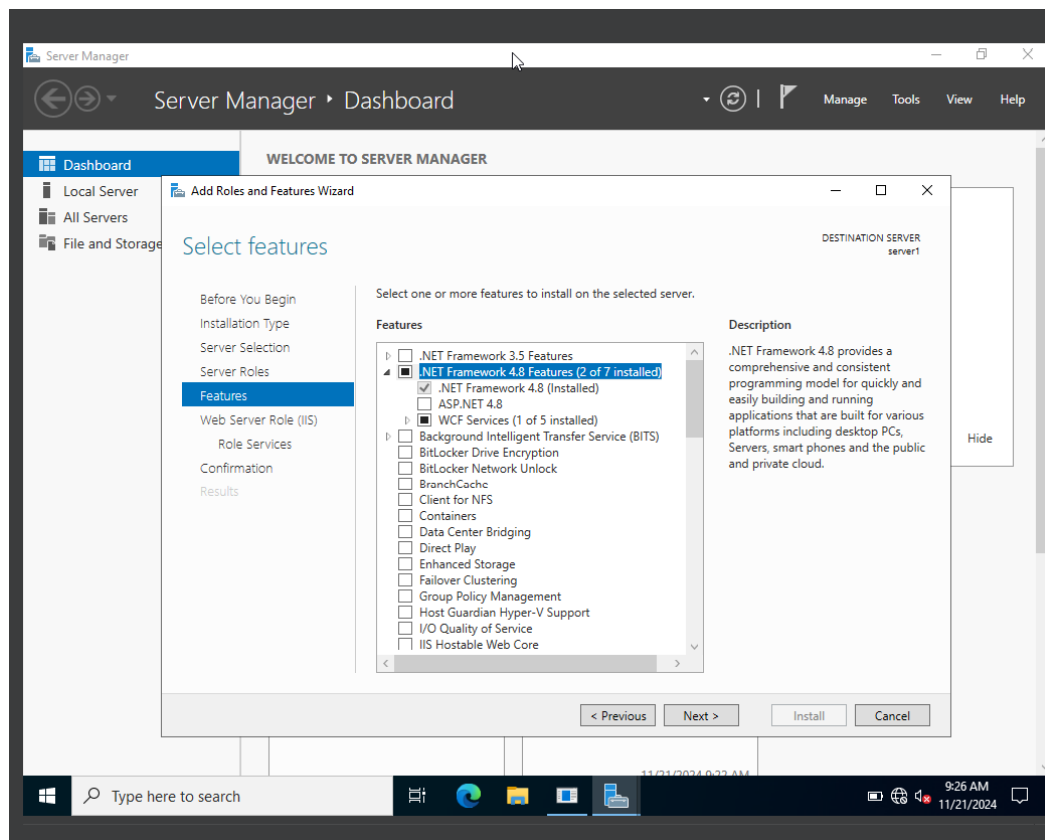 Server Manager
Server Manager ‣ Dashboard
Manage Tools View Help
Dashboard
Local Server
All Servers
File and Storage
WELCOME TO SERVER MANAGER
Add Roles and Features Wizard
Select features
DESTINATION SERVER
server1
Before You Begin
Installation Type
Server Selection
Server Roles
Features
Web Server Role (IIS)
Role Services
Confirmation
Results
Select one or more features to install on the selected server.
Features
.NET Framework 3.5 Features
.NET Framework 4.8 Features (2 of 7 installed)
.NET Framework 4.8 (Installed)
ASP.NET 4.8
WCF Services (1 of 5 installed)
Background Intelligent Transfer Service (BITS)
BitLocker Drive Encryption
BitLocker Network Unlock
BranchCache
Client for NFS
Containers
Data Center Bridging
Direct Play
Enhanced Storage
Failover Clustering
Group Policy Management
Host Guardian Hyper-V Support
I/O Quality of Service
IIS Hostable Web Core
Description
.NET Framework 4.8 provides a
comprehensive and consistent
programming model for quickly and
easily building and running
applications that are built for various
platforms including desktop PCs,
Servers, smart phones and the public
and private cloud.
Hide
< Previous Next > Install Cancel
11/21/2024 9:22 AM
Type here to search
9:26 AM
11/21/2024